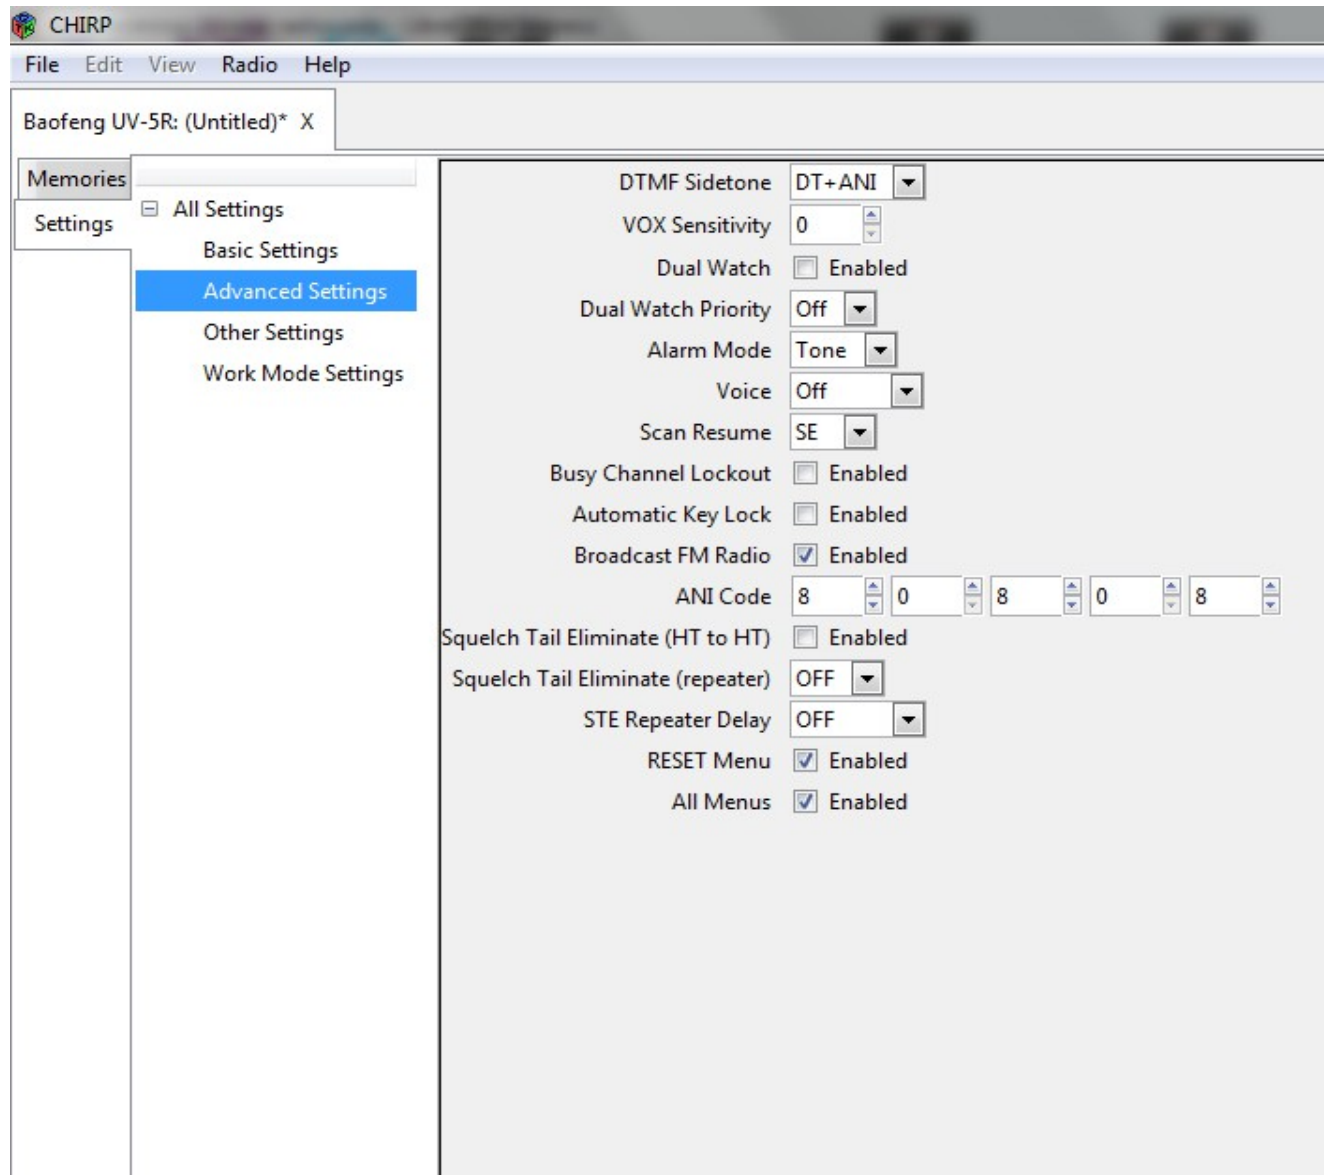 CHIRP
File Edit View Radio Help
Baofeng UV-5R: (Untitled)* X
Memories
Settings
All Settings
Basic Settings
Advanced Settings
Other Settings
Work Mode Settings
DTMF Sidetone DT+ANI
VOX Sensitivity 0
Dual Watch Enabled
Dual Watch Priority Off
Alarm Mode Tone
Voice Off
Scan Resume SE
Busy Channel Lockout Enabled
Automatic Key Lock Enabled
Broadcast FM Radio Enabled
ANI Code 8 0 8 0 8
Squelch Tail Eliminate (HT to HT) Enabled
Squelch Tail Eliminate (repeater) OFF
STE Repeater Delay OFF
RESET Menu Enabled
All Menus Enabled